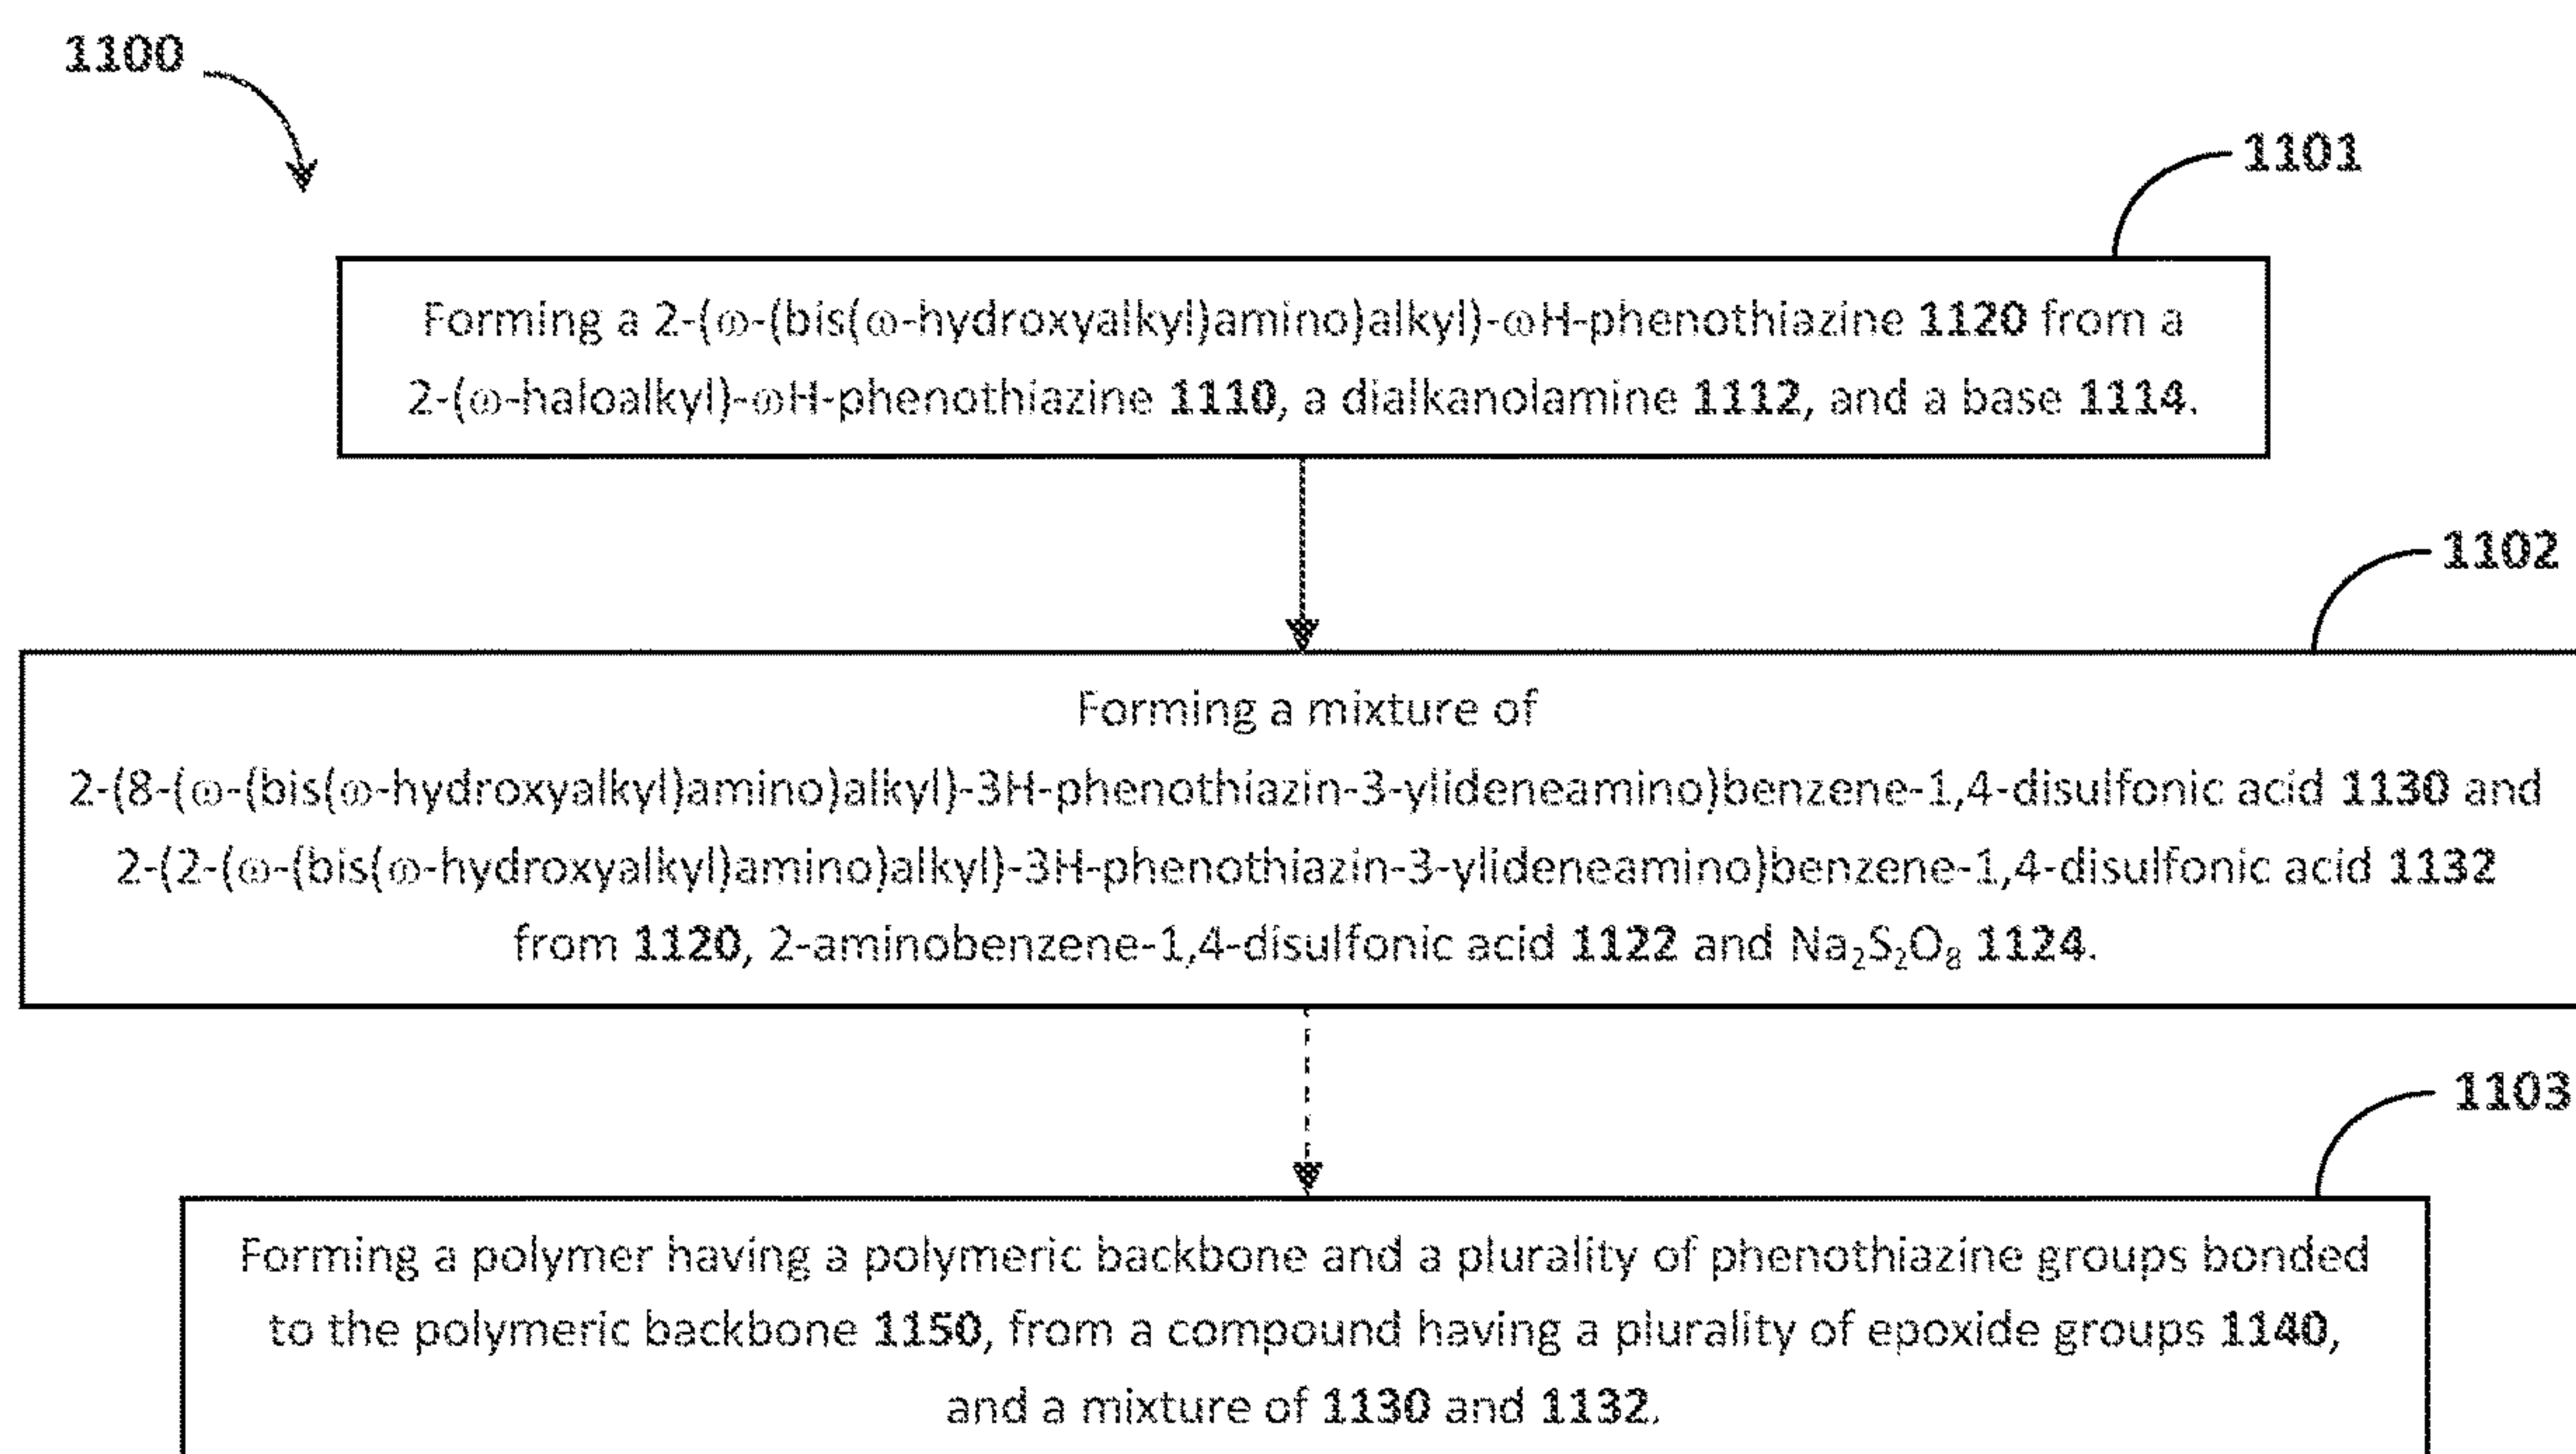 1100
1101
Forming a 2-(ω-(bis(ω-hydroxyalkyl)amino)alkyl)-ωH-phenothiazine 1120 from a
2-(ω-haloalkyl)-ωH-phenothiazine 1110, a dialkanolamine 1112, and a base 1114.
1102
Forming a mixture of
2-(8-(ω-(bis(ω-hydroxyalkyl)amino)alkyl)-3H-phenothiazin-3-ylideneamino)benzene-1,4-disulfonic acid 1130 and
2-(2-(ω-(bis(ω-hydroxyalkyl)amino)alkyl)-3H-phenothiazin-3-ylideneamino)benzene-1,4-disulfonic acid 1132
from 1120, 2-aminobenzene-1,4-disulfonic acid 1122 and Na₂S₂O₈ 1124.
1103
Forming a polymer having a polymeric backbone and a plurality of phenothiazine groups bonded
to the polymeric backbone 1150, from a compound having a plurality of epoxide groups 1140,
and a mixture of 1130 and 1132.